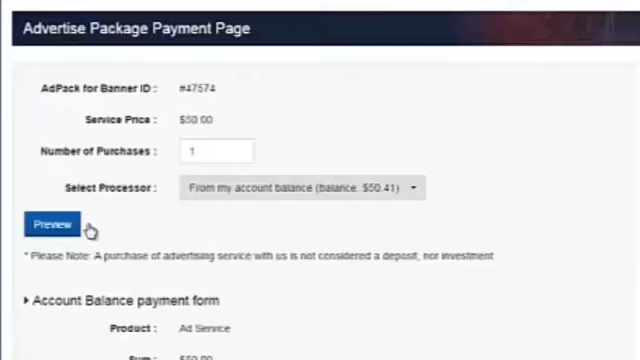 Advertise Package Payment Page
AdPack for Banner ID : #47574
Service Price : $50.00
Number of Purchases : 1
Select Processor : From my account balance (balance: $50.41)
Preview
* Please Note: A purchase of advertising service with us is not considered a deposit, nor investment
Account Balance payment form
Product : Ad Service
Sum : $50.00